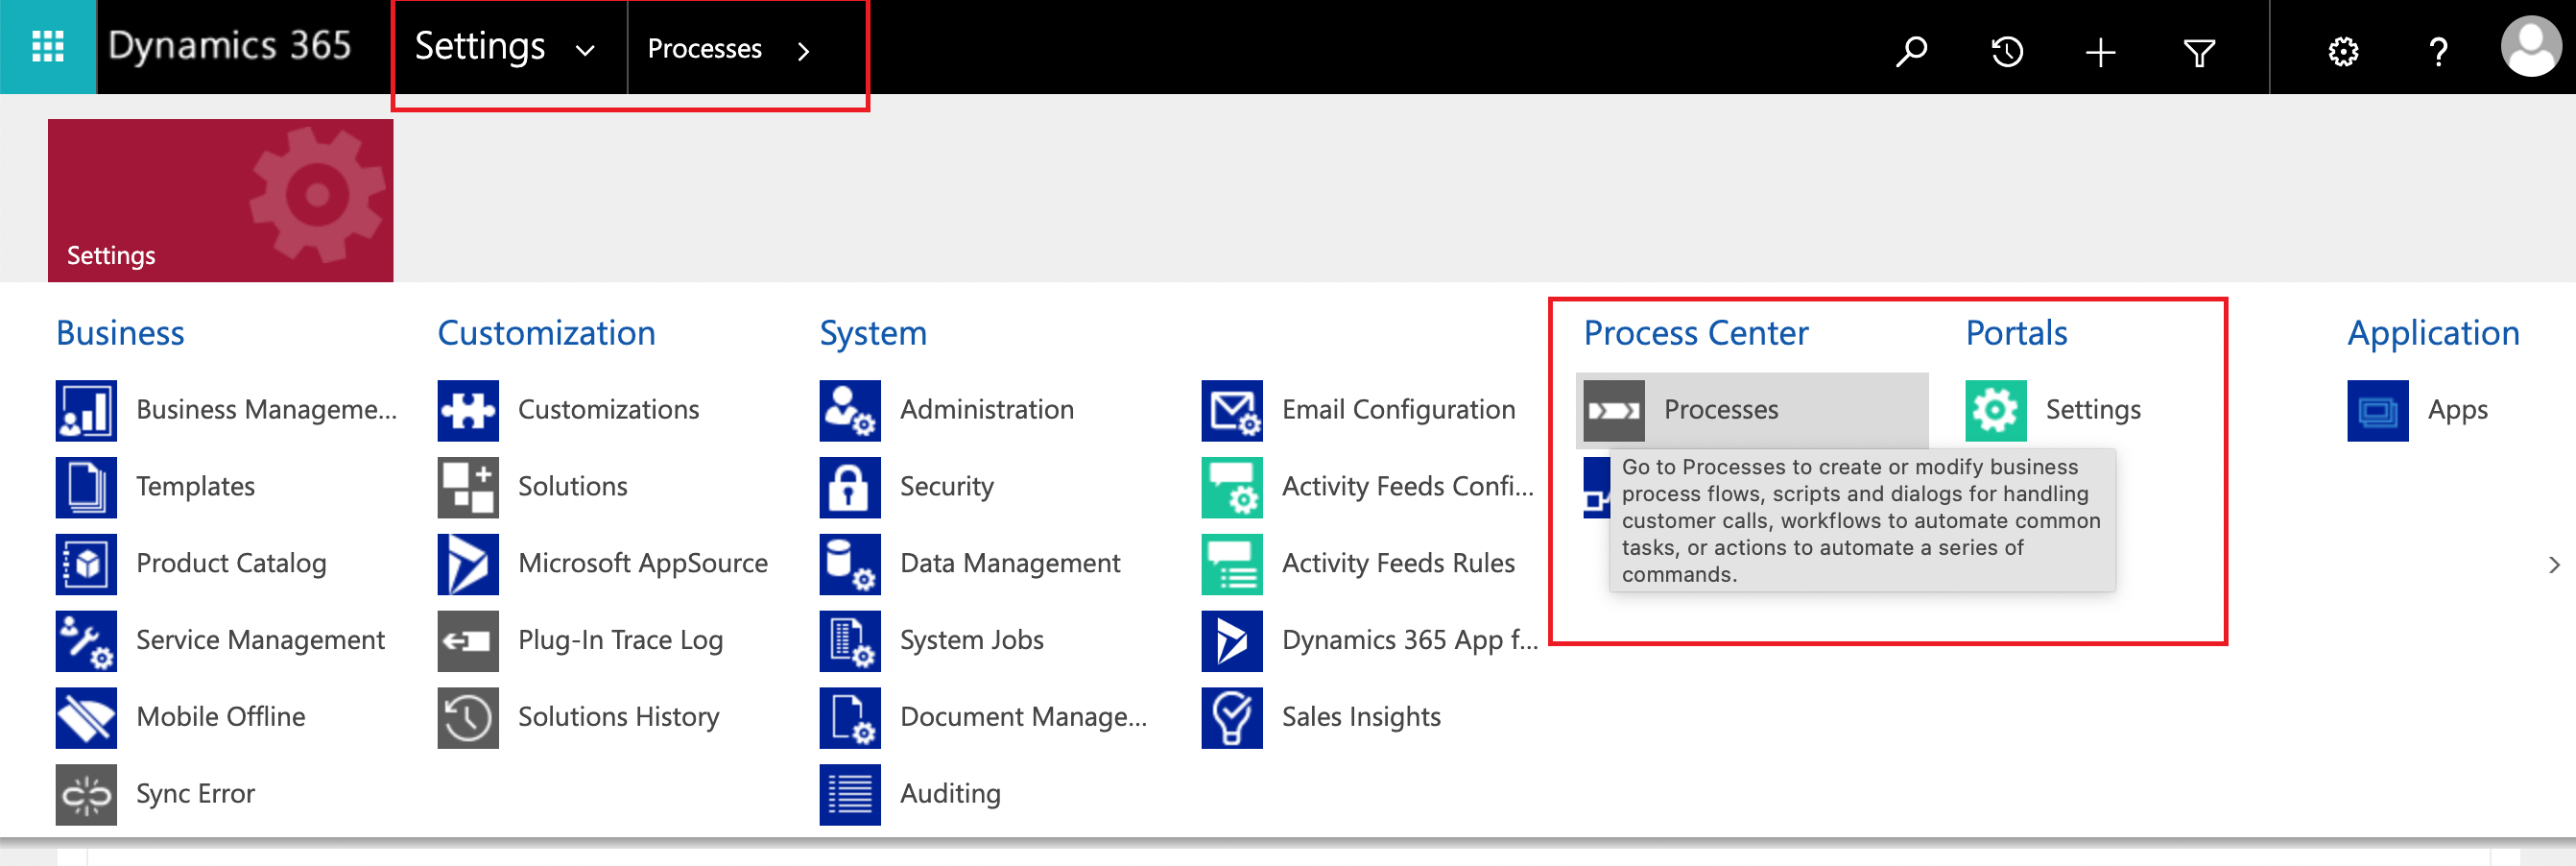 Dynamics 365
Settings
Processes
Settings
Business
Business Manageme...
Templates
Product Catalog
Service Management
Mobile Offline
Sync Error
Customization
Customizations
Solutions
Microsoft AppSource
Plug-In Trace Log
Solutions History
System
Administration
Security
Data Management
System Jobs
Document Manage...
Auditing
Email Configuration
Activity Feeds Confi...
Activity Feeds Rules
Dynamics 365 App f...
Sales Insights
Process Center
Processes
Go to Processes to create or modify business
process flows, scripts and dialogs for handling
customer calls, workflows to automate common
tasks, or actions to automate a series of
commands.
Portals
Settings
Application
Apps